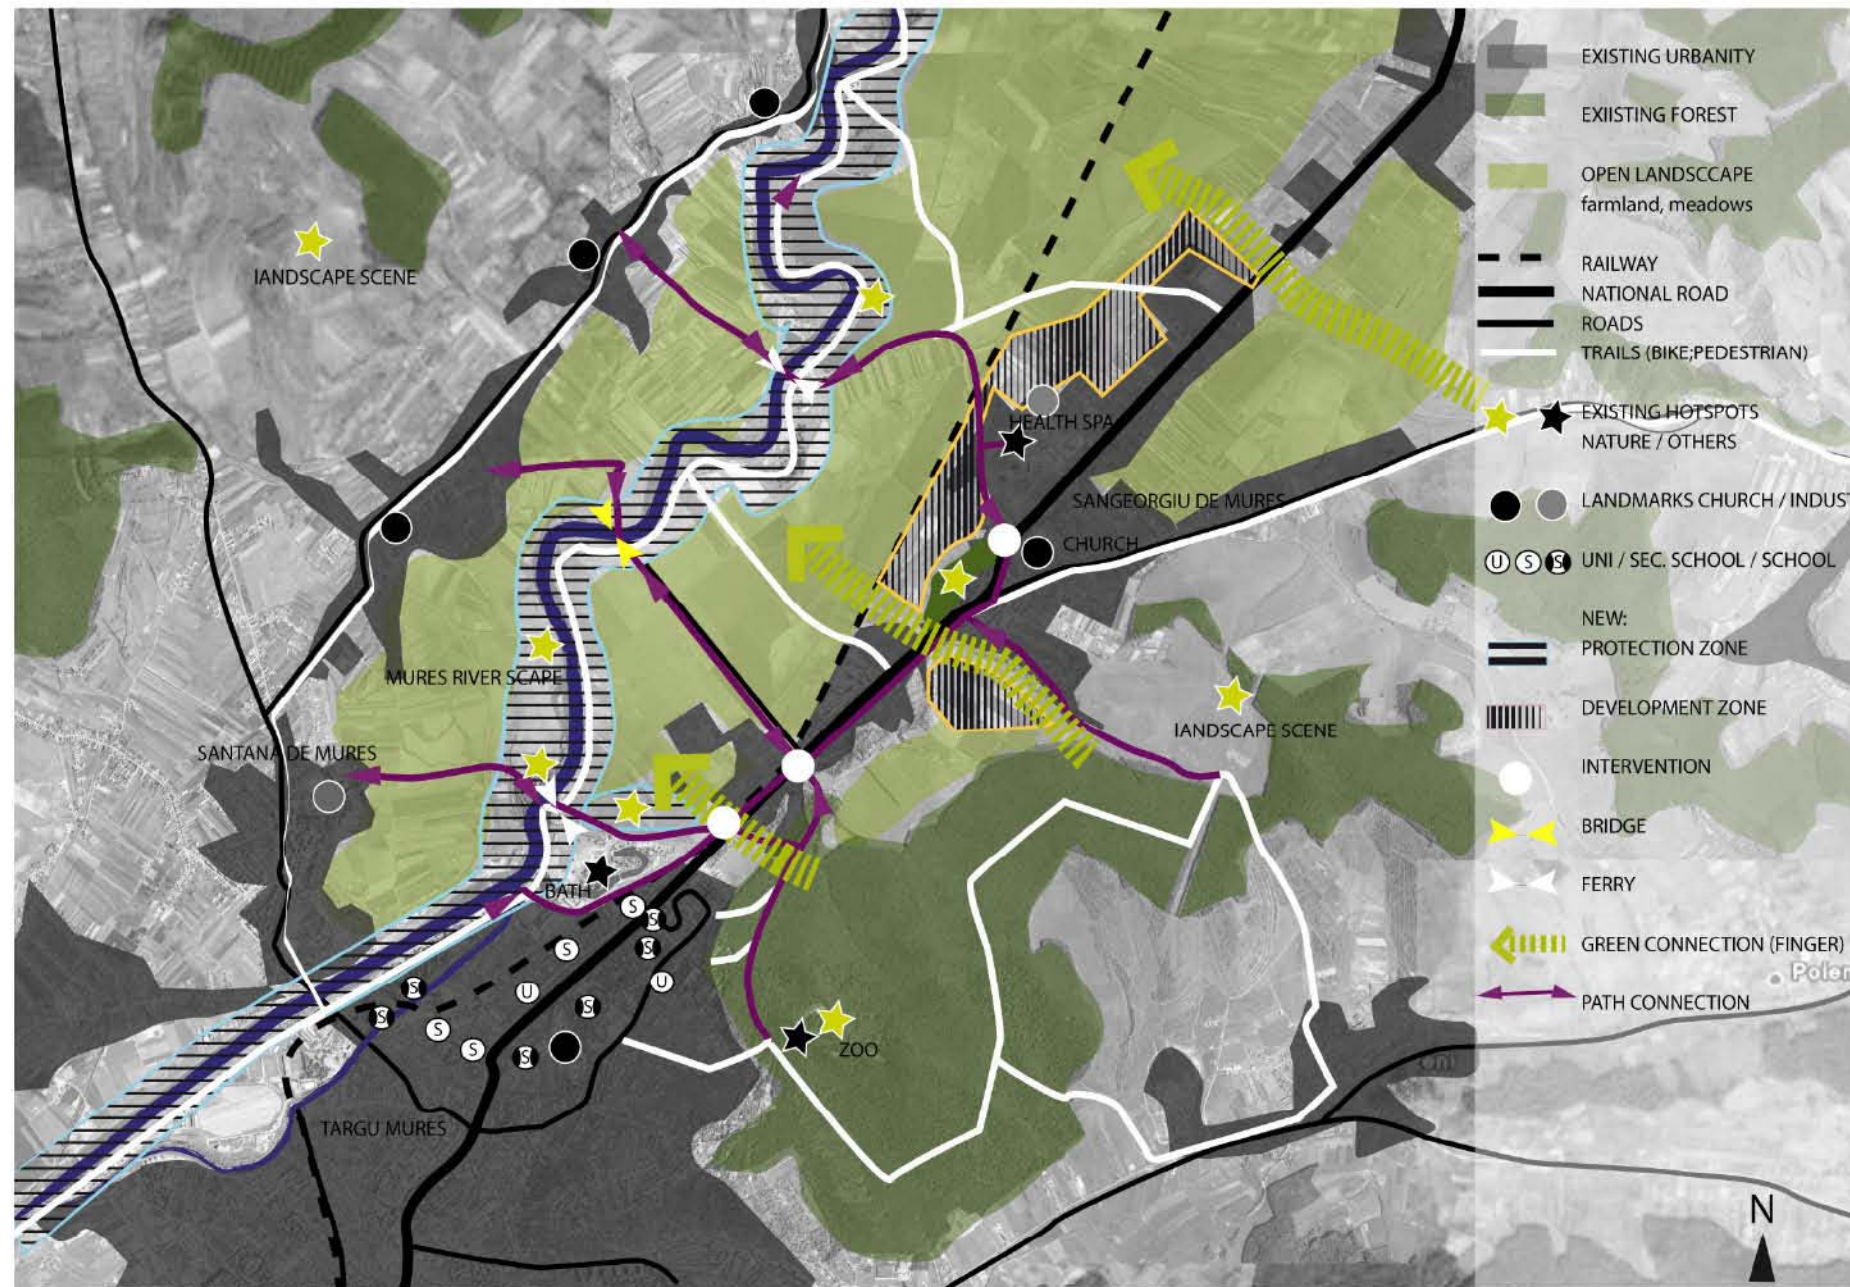 EXISTING URBANITY
EXIISTING FOREST
OPEN LANDSCCAPE
farmland, meadows
RAILWAY
NATIONAL ROAD
ROADS
TRAILS (BIKE;PEDESTRIAN)
EXISTING HOTSPOTS
NATURE / OTHERS
LANDMARKS CHURCH / INDUST
U S S UNI / SEC. SCHOOL / SCHOOL
NEW:
PROTECTION ZONE
DEVELOPMENT ZONE
INTERVENTION
BRIDGE
FERRY
GREEN CONNECTION (FINGER)
PATH CONNECTION
N
lANDSCAPE SCENE
HEALTH SPA
SANGEORGIU DE MURES
CHURCH
MURES RIVER SCAPE
lANDSCAPE SCENE
SANTANA DE MURES
BATH
S
S
S
S
U
U
S
S
S
S
S
S
ZOO
TARGU MURES